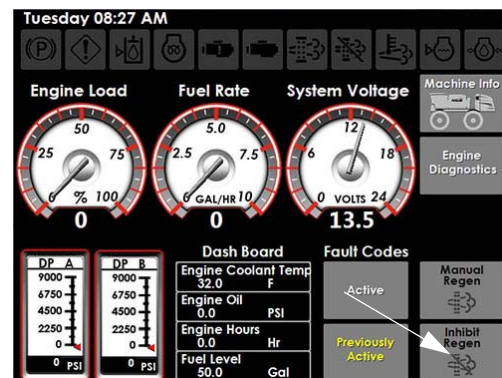 Tuesday 08:27 AM
(P)
Engine Load
Fuel Rate
System Voltage
Machine Info
50
25
75
0
% 100
0
5.0
2.5
7.5
0
GAL/HR 10
0
12
6
18
0
VOLTS 24
13.5
Engine
Diagnostics
DP A
9000
6750
4500
2250
0
0 PSI
DP B
9000
6750
4500
2250
0
0 PSI
Dash Board
Engine Coolant Temp
32.0 F
Engine Oil
0.0 PSI
Engine Hours
0.0 Hr
Fuel Level
50.0 Gal
Fault Codes
Active
Previously
Active
Manual
Regen
Inhibit
Regen